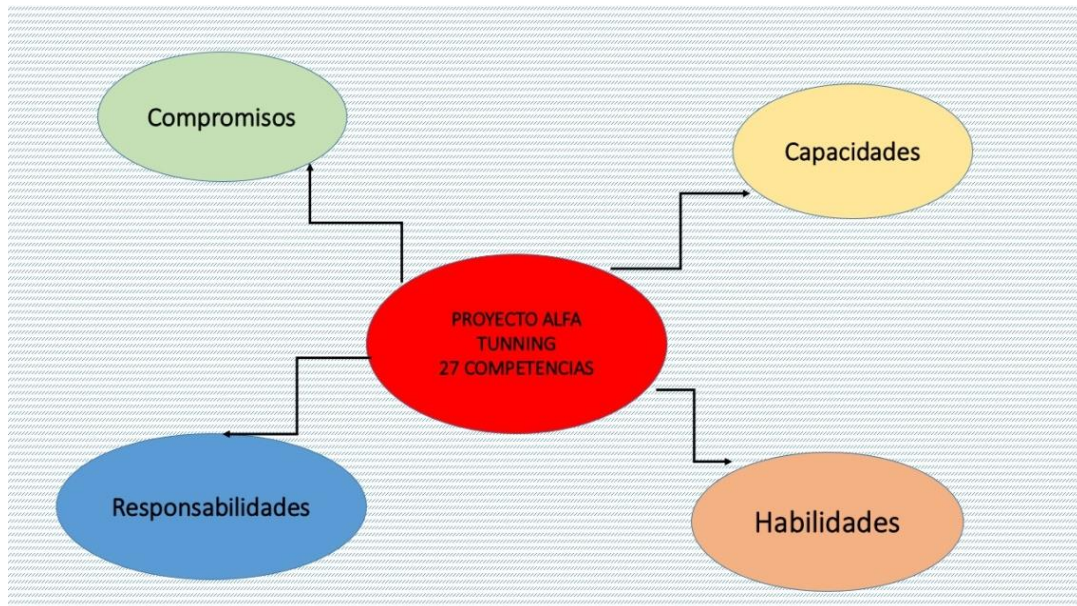 Compromisos
Capacidades
PROYECTO ALFA
TUNNING
27 COMPETENCIAS
Responsabilidades
Habilidades